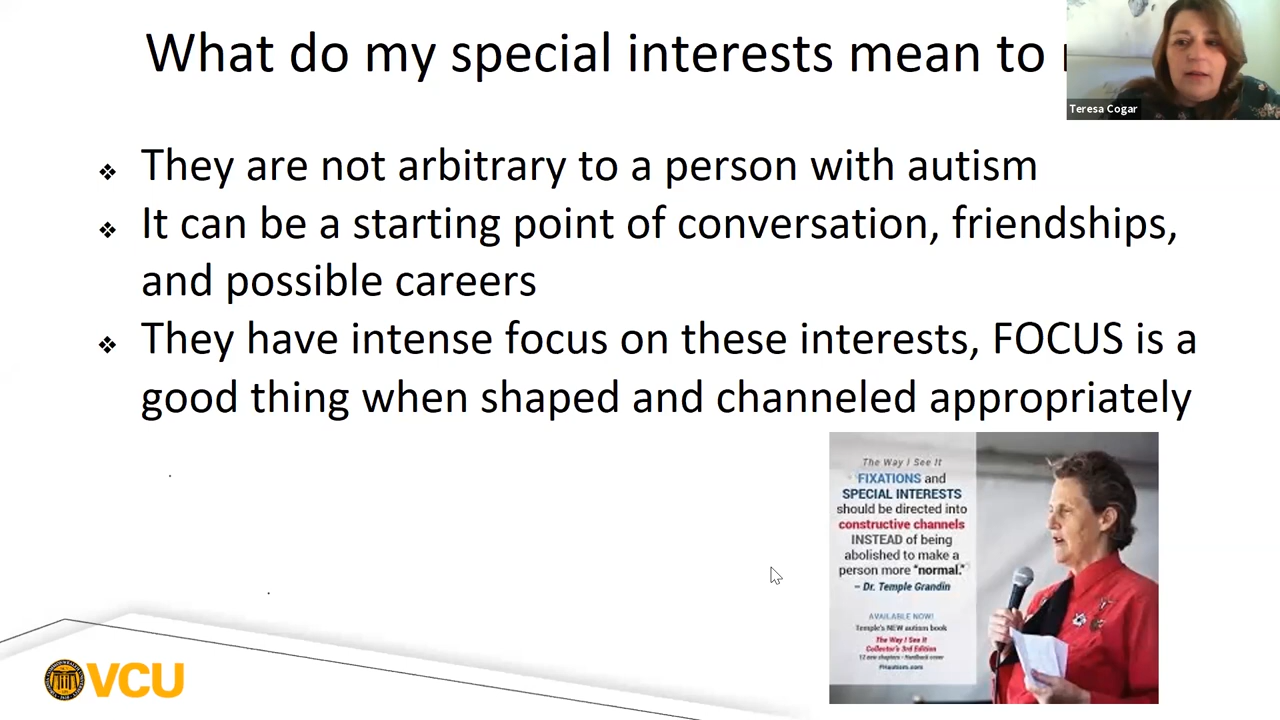 What do my special interests mean to
Teresa Cogar
❖ They are not arbitrary to a person with autism
❖ It can be a starting point of conversation, friendships,
and possible careers
❖ They have intense focus on these interests, FOCUS is a
good thing when shaped and channeled appropriately
The Way I See It
FIXATIONS and
SPECIAL INTERESTS
should be directed into
constructive channels
INSTEAD of being
abolished to make a
person more "normal."
– Dr. Temple Grandin
AVAILABLE NOW!
Temple's NEW autism book
The Way I See It
Collector's 3rd Edition
12 new chapters - Hardback cover
FHautism.com
VCU